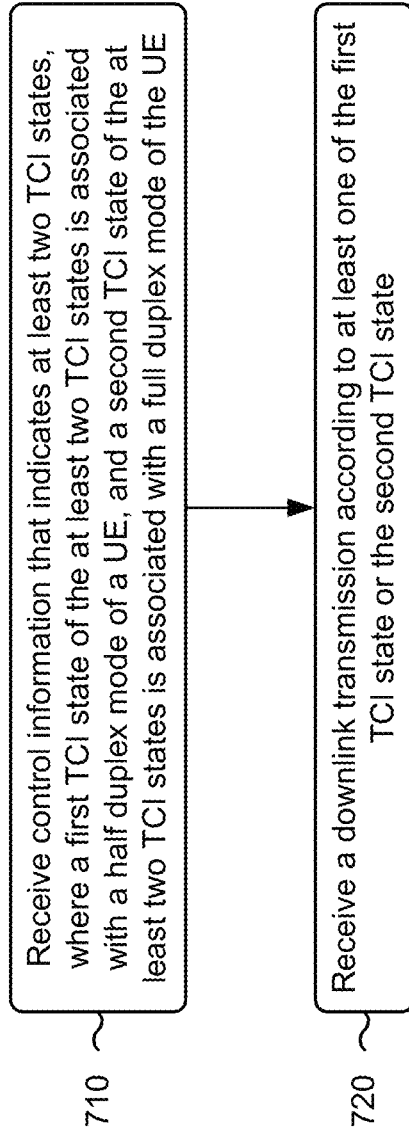 710
Receive control information that indicates at least two TCI states,
where a first TCI state of the at least two TCI states is associated
with a half duplex mode of a UE, and a second TCI state of the at
least two TCI states is associated with a full duplex mode of the UE
720
Receive a downlink transmission according to at least one of the first
TCI state or the second TCI state